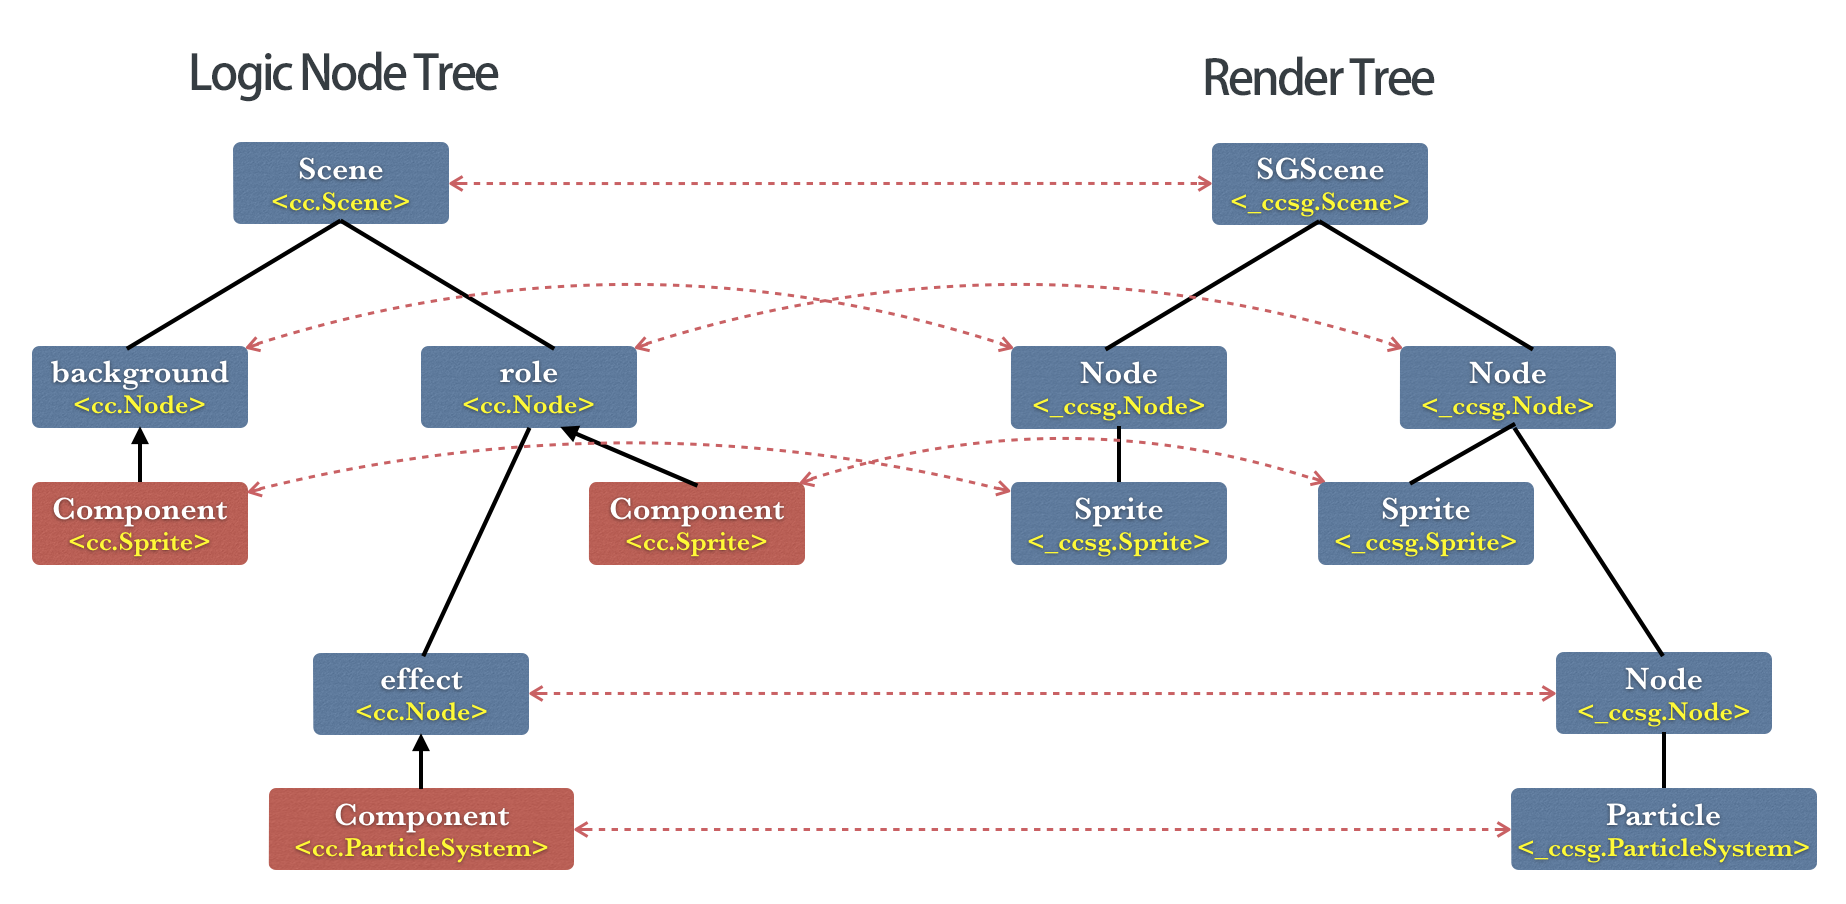 Logic Node Tree
Render Tree
Scene
<cc.Scene>
SGScene
<_ccsg.Scene>
background
<cc.Node>
role
<cc.Node>
Node
<_ccsg.Node>
Node
<_ccsg.Node>
Component
<cc.Sprite>
Component
<cc.Sprite>
Sprite
<_ccsg.Sprite>
Sprite
<_ccsg.Sprite>
effect
<cc.Node>
Node
<_ccsg.Node>
Component
<cc.ParticleSystem>
Particle
<_ccsg.ParticleSystem>